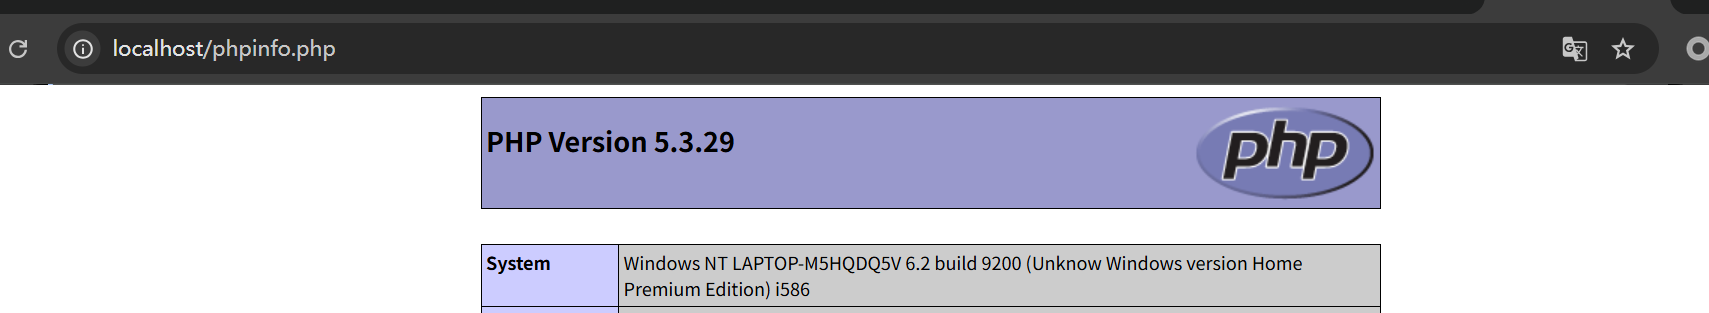 localhost/phpinfo.php
PHP Version 5.3.29
php
System
Windows NT LAPTOP-M5HQDQ5V 6.2 build 9200 (Unknow Windows version Home
Premium Edition) i586